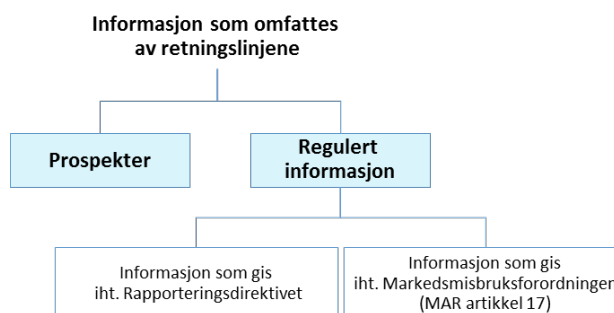 Informasjon som omfattes
av retningslinjene
Prospekter
Regulert
informasjon
Informasjon som gis
iht. Rapporteringsdirektivet
Informasjon som gis
iht. Markedsmisbruksforordningen
(MAR artikkel 17)